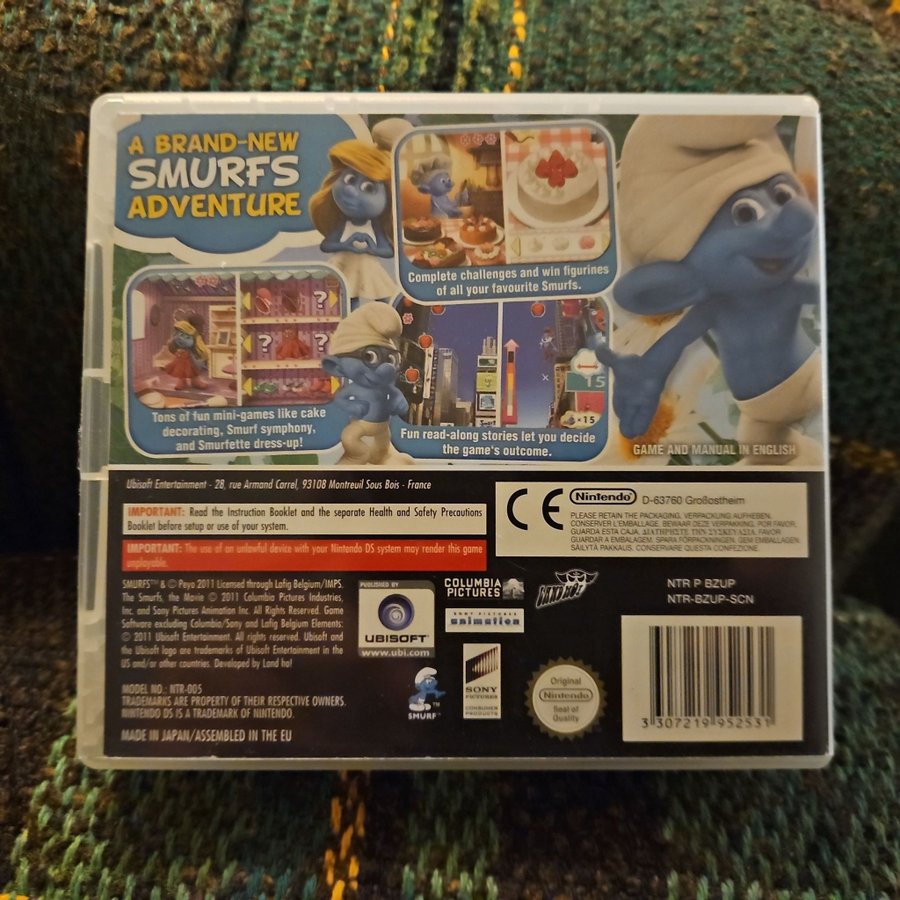 A BRAND-NEW
SMURFS
ADVENTURE
Complete challenges and win figurines
of all your favourite Smurfs.
?
? ?
Tons of fun mini-games like cake
decorating, Smurf symphony,
and Smurfette dress-up!
15
×15
Fun read-along stories let you decide
the game's outcome.
GAME AND MANUAL IN ENGLISH
Ubisoft Entertainment - 28, rue Armand Carrel, 93108 Montreuil Sous Bois - France
IMPORTANT: Read the Instruction Booklet and the separate Health and Safety Precautions
Booklet before setup or use of your system.
IMPORTANT: The use of an unlawful device with your Nintendo DS system may render this game
unplayable.
CE
Nintendo D-63760 Großostheim
PLEASE RETAIN THE PACKAGING. VERPACKUNG AUFHEBEN.
CONSERVER L'EMBALLAGE. BEWAAR DEZE VERPAKKING. POR FAVOR,
GUARDA ESTA CAJA. ΔΙΑΤΗΡΗΣΤΕ ΤΗΝ ΣΥΣΚΕΥΑΣΙΑ. FAVOR
GUARDAR A EMBALAGEM. SPARA FÖRPACKNINGEN. GEM EMBALLAGEN.
SÄILYTÄ PAKKAUS. CONSERVARE QUESTA CONFEZIONE.
SMURFS™ & © Peyo 2011 Licensed through Lafig Belgium/IMPS.
The Smurfs, the Movie © 2011 Columbia Pictures Industries,
Inc. and Sony Pictures Animation Inc. All Rights Reserved. Game
Software excluding Columbia/Sony and Lafig Belgium Elements:
© 2011 Ubisoft Entertainment. All rights reserved. Ubisoft and
the Ubisoft logo are trademarks of Ubisoft Entertainment in the
US and/or other countries. Developed by Land ho!
MODEL NO.: NTR-005
TRADEMARKS ARE PROPERTY OF THEIR RESPECTIVE OWNERS.
NINTENDO DS IS A TRADEMARK OF NINTENDO.
MADE IN JAPAN/ASSEMBLED IN THE EU
PUBLISHED BY
UBISOFT®
www.ubi.com
COLUMBIA
PICTURES
SONY PICTURES
animation
LAND HO!
SMURF™
SONY
PICTURES
CONSUMER
PRODUCTS
Original
Nintendo
Seal of
Quality
NTR P BZUP
NTR-BZUP-SCN
3 307219 952531